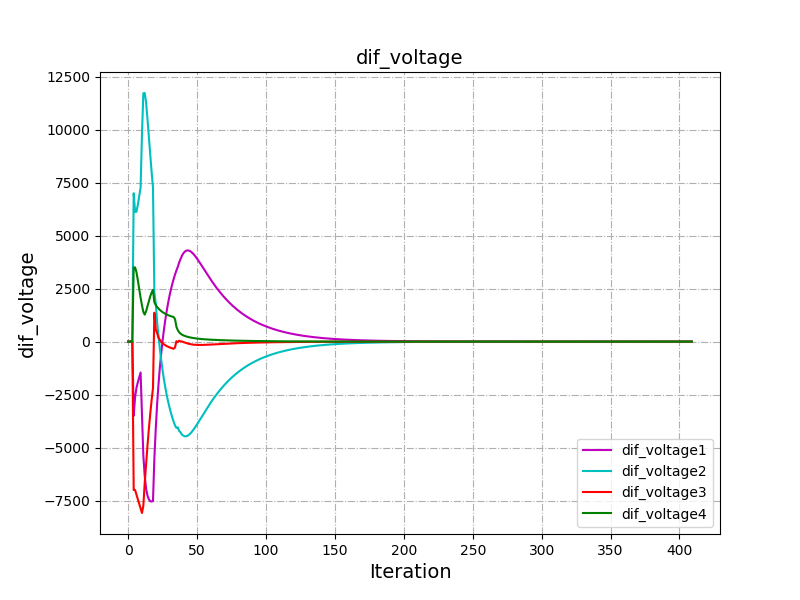 dif_voltage
12500
10000
7500
5000
2500
0
−2500
−5000
−7500
dif_voltage
dif_voltage1
dif_voltage2
dif_voltage3
dif_voltage4
0 50 100 150 200 250 300 350 400
Iteration